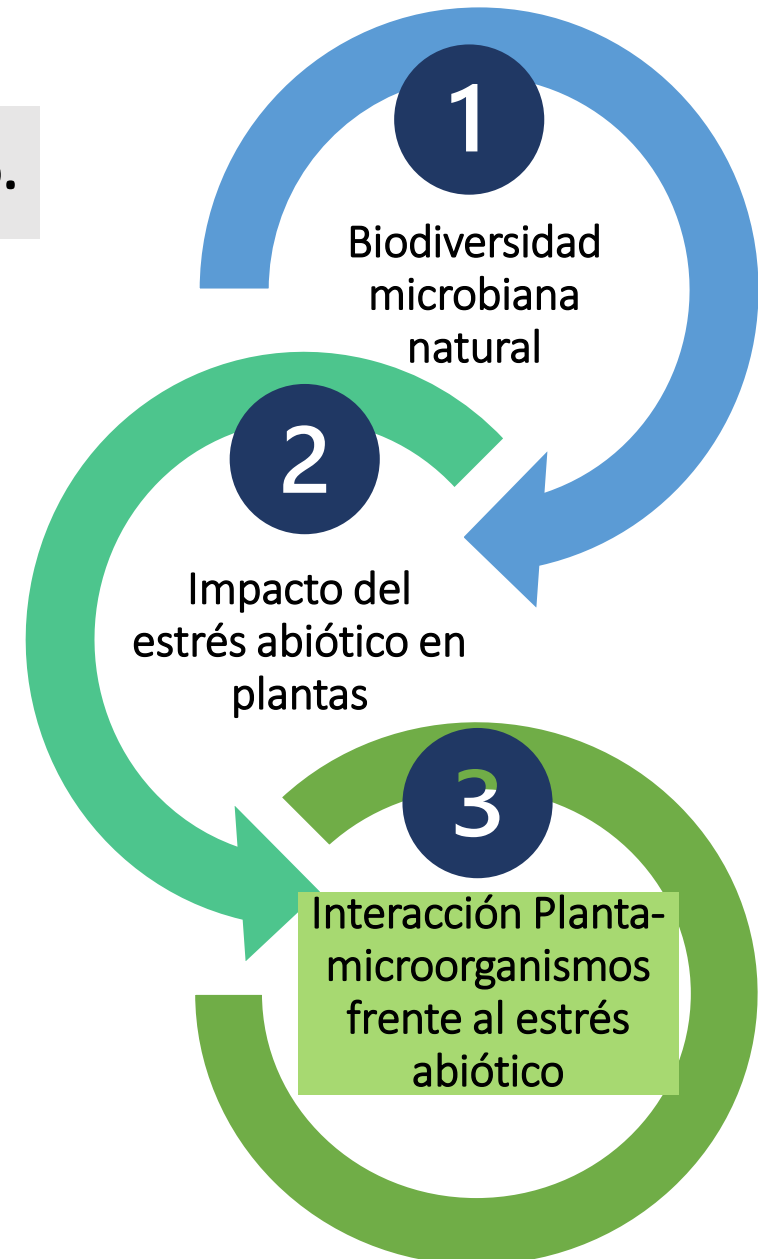 1
Biodiversidad
microbiana
natural
2
Impacto del
estrés abiótico en
plantas
3
Interacción Planta-
microorganismos
frente al estrés
abiótico